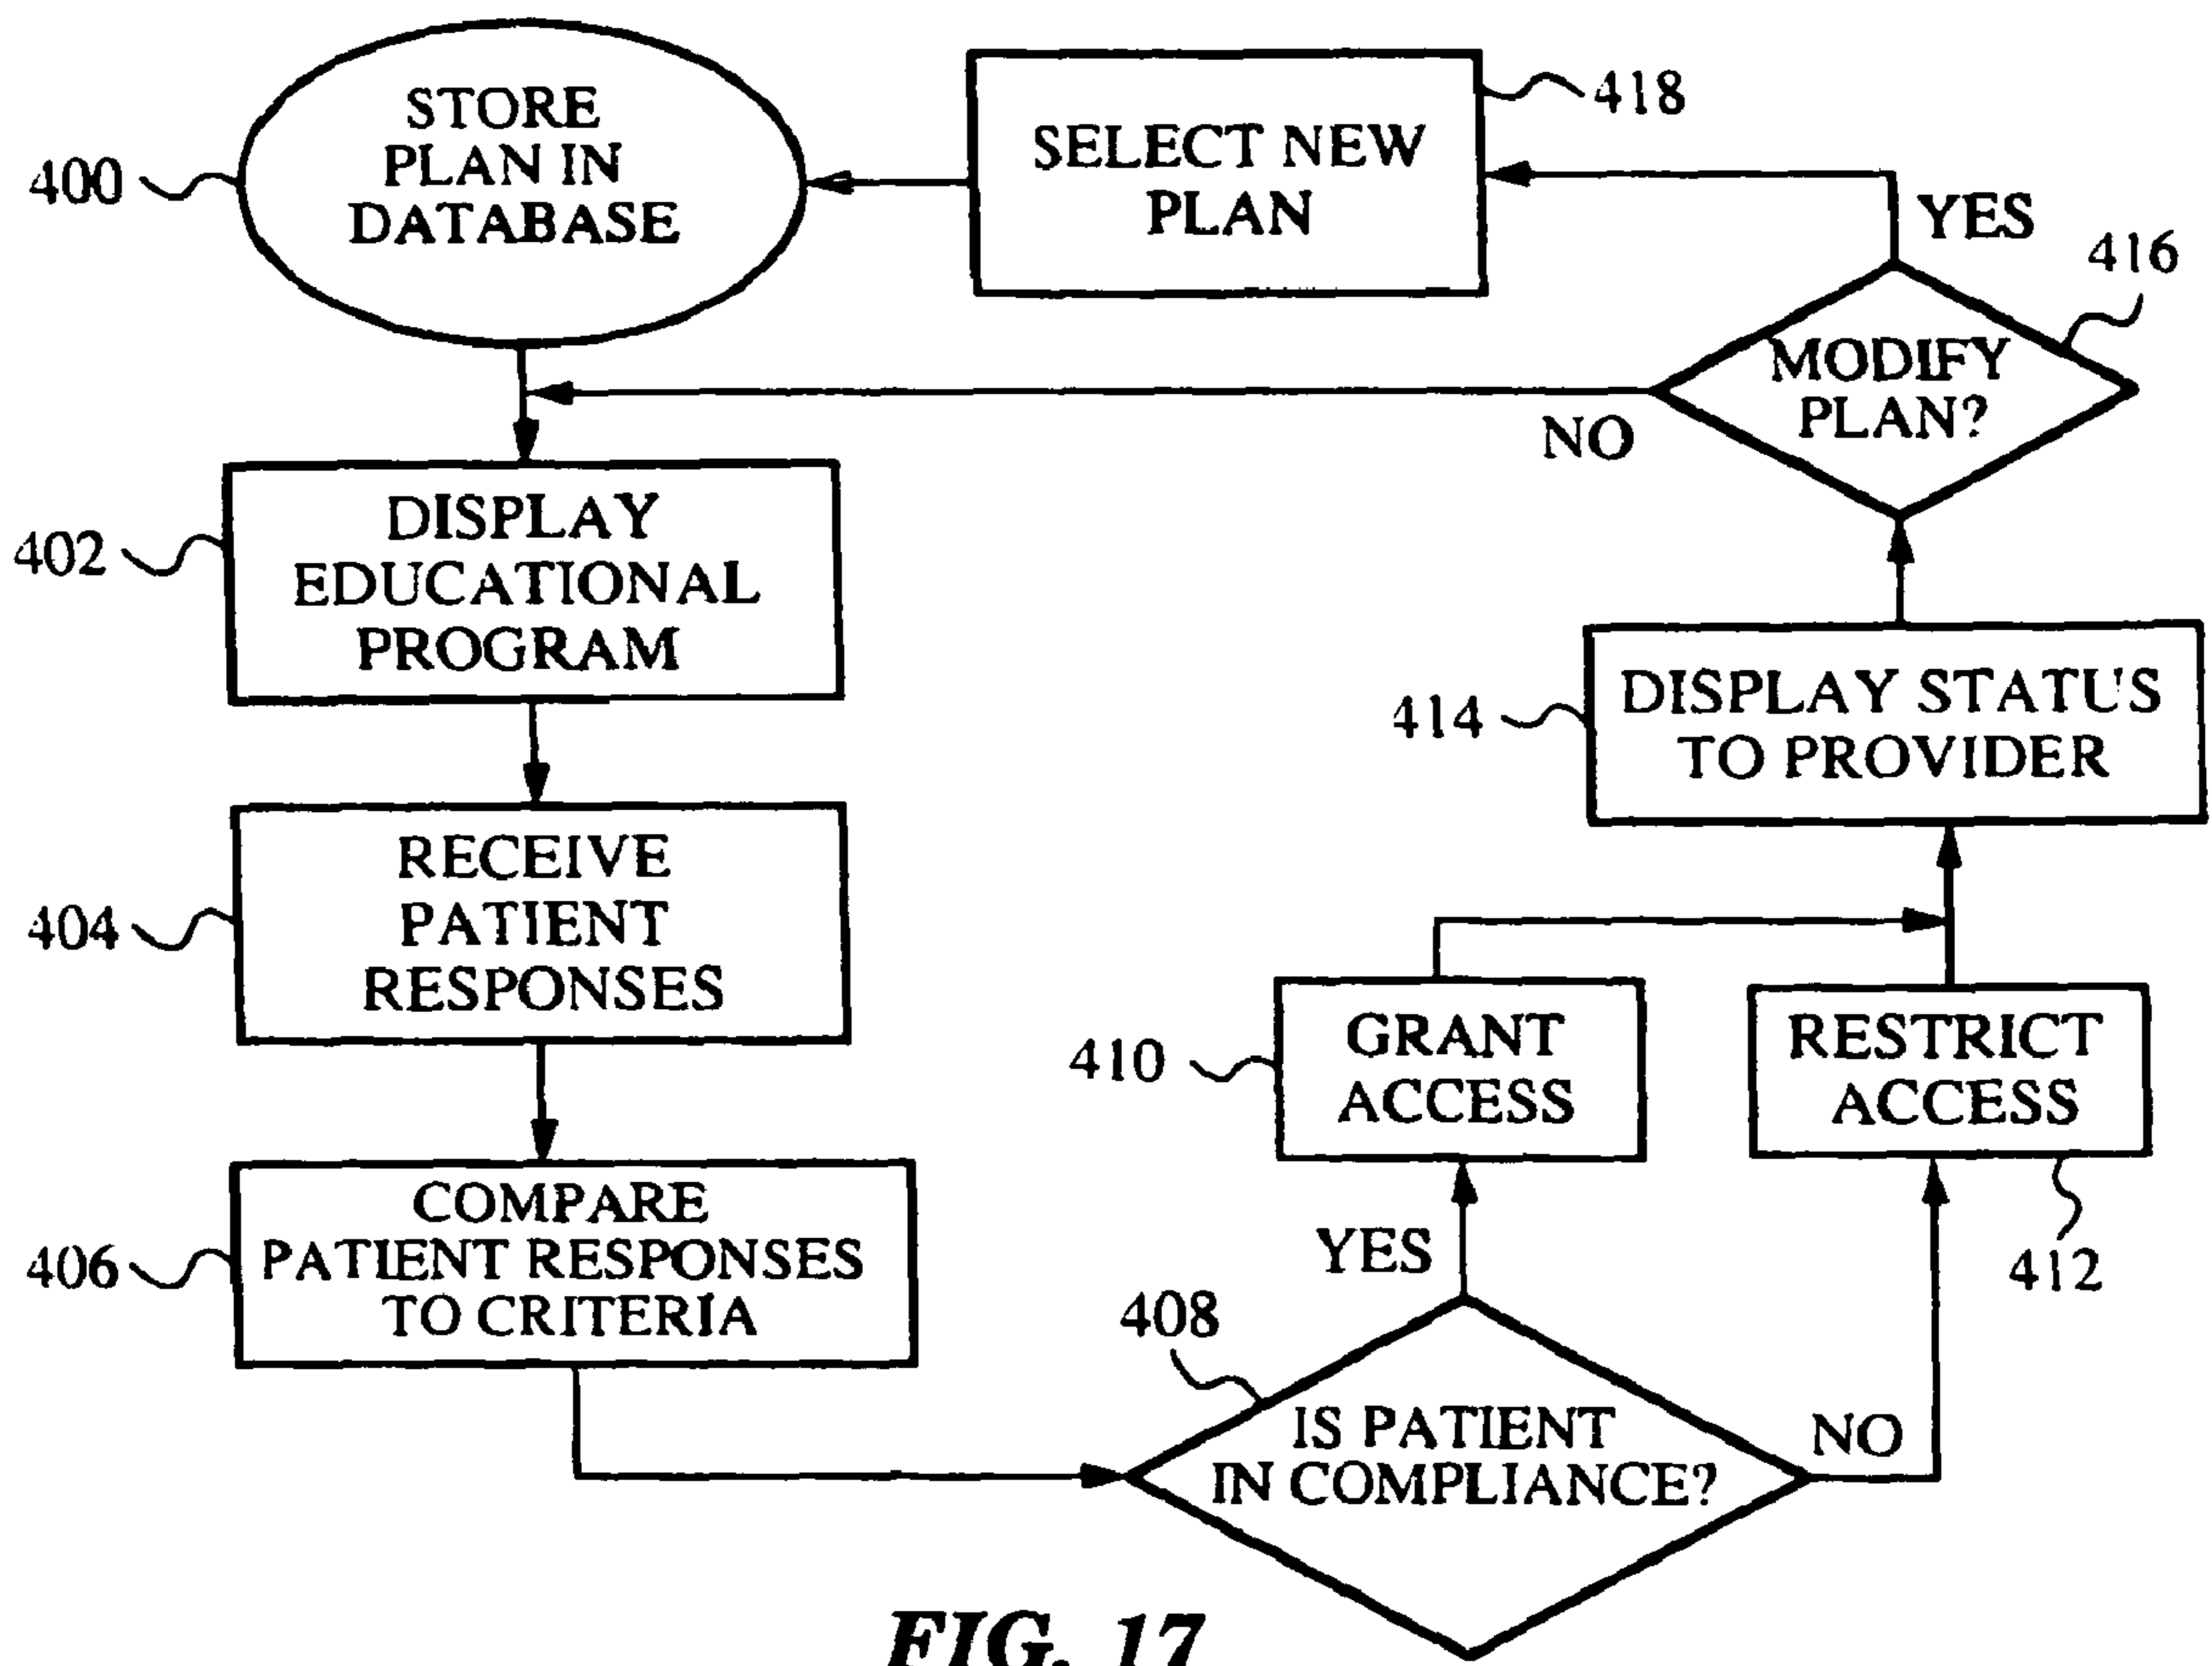 STORE
PLAN IN
DATABASE
400
SELECT NEW
PLAN
418
YES
416
MODIFY
PLAN?
NO
DISPLAY
EDUCATIONAL
PROGRAM
402
DISPLAY STATUS
TO PROVIDER
414
RECEIVE
PATIENT
RESPONSES
404
GRANT
ACCESS
410
RESTRICT
ACCESS
412
COMPARE
PATIENT RESPONSES
TO CRITERIA
406
YES
408
IS PATIENT
IN COMPLIANCE?
NO
FIG. 17